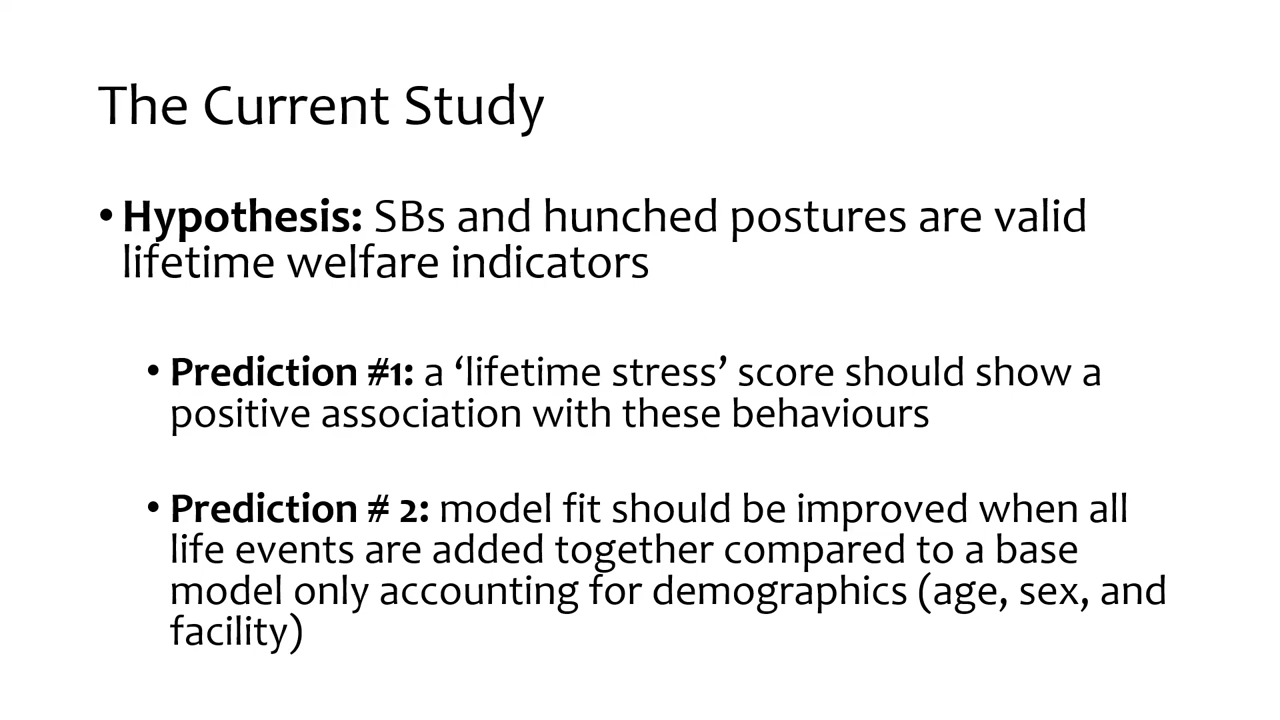 The Current Study
• Hypothesis: SBs and hunched postures are valid
lifetime welfare indicators
• Prediction #1: a ‘lifetime stress’ score should show a
positive association with these behaviours
• Prediction # 2: model fit should be improved when all
life events are added together compared to a base
model only accounting for demographics (age, sex, and
facility)